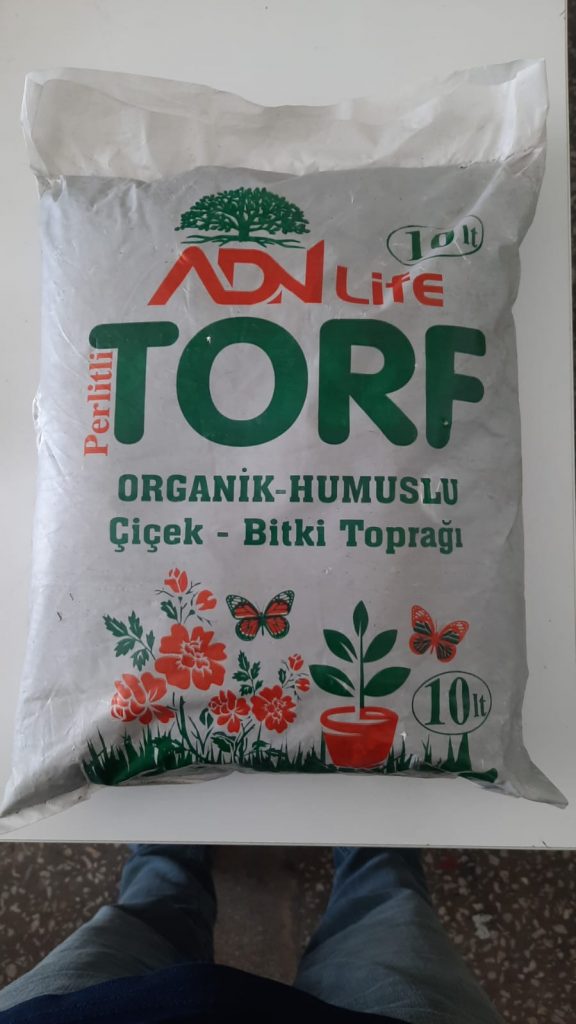 10 lt
ADN LiFE
Perlitli
TORF
ORGANİK-HUMUSLU
Çiçek - Bitki Toprağı
10 lt